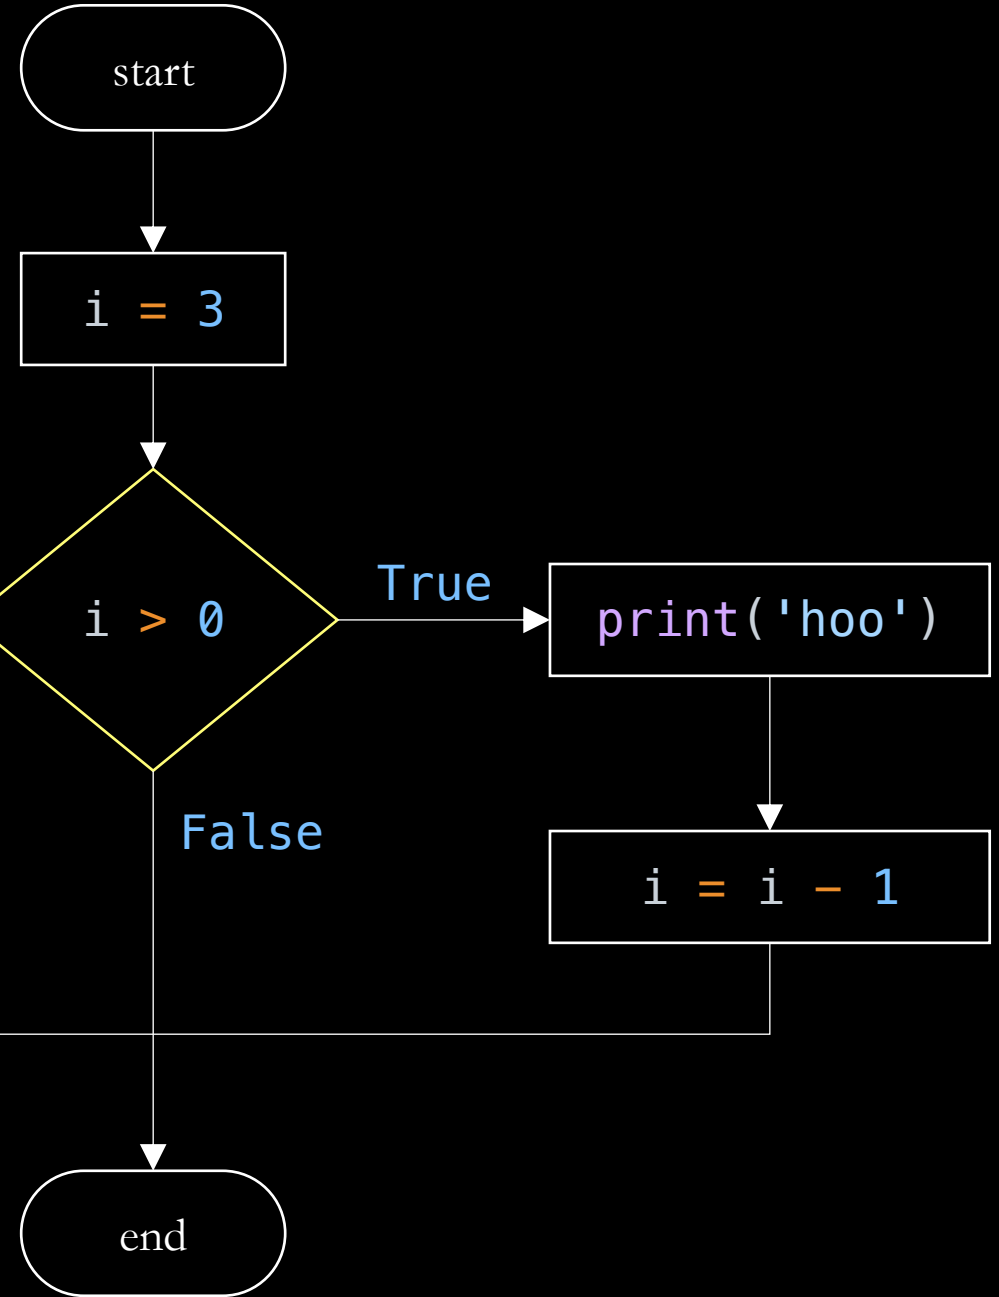 start
i = 3
i > 0
True
print('hoo')
False
i = i - 1
end